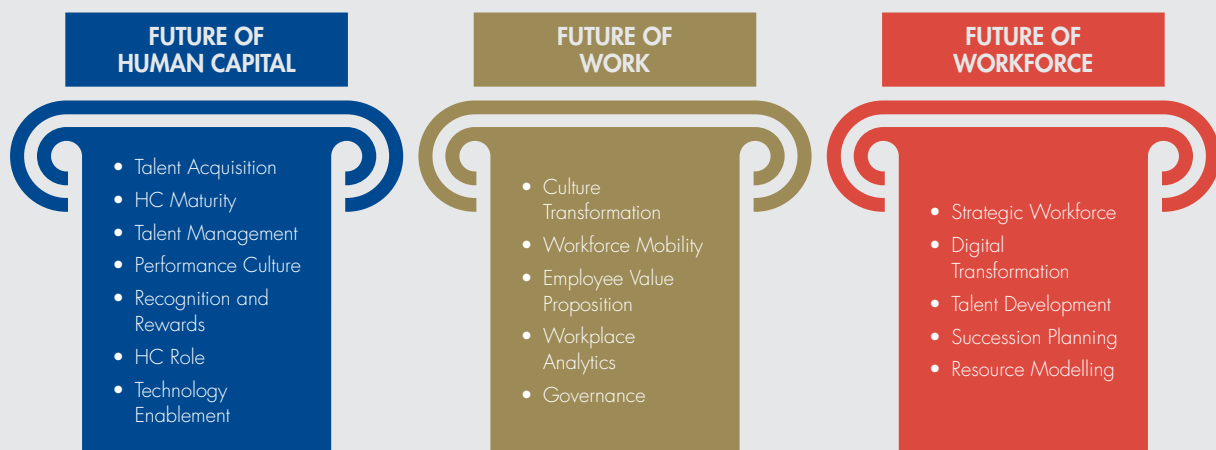 FUTURE OF
HUMAN CAPITAL
• Talent Acquisition
• HC Maturity
• Talent Management
• Performance Culture
• Recognition and
Rewards
• HC Role
• Technology
Enablement
FUTURE OF
WORK
• Culture
Transformation
• Workforce Mobility
• Employee Value
Proposition
• Workplace
Analytics
• Governance
FUTURE OF
WORKFORCE
• Strategic Workforce
• Digital
Transformation
• Talent Development
• Succession Planning
• Resource Modelling